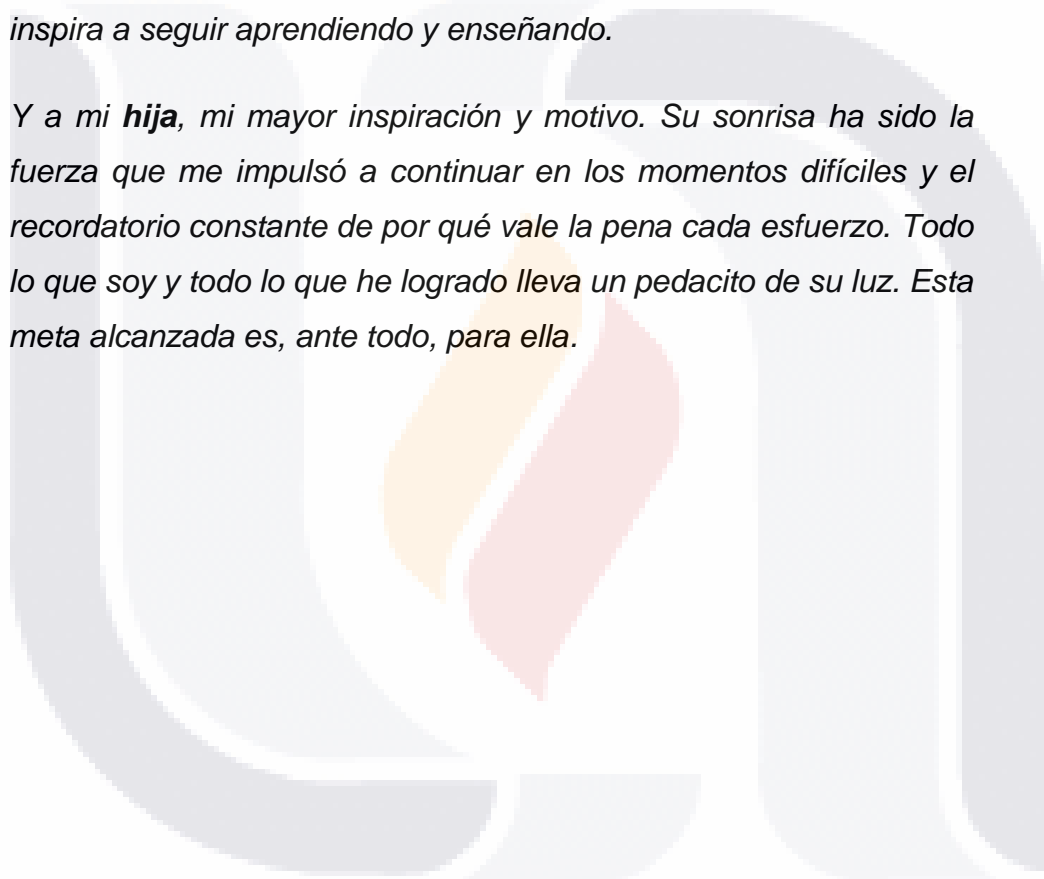 inspira a seguir aprendiendo y enseñando.
Y a mi hija, mi mayor inspiración y motivo. Su sonrisa ha sido la
fuerza que me impulsó a continuar en los momentos difíciles y el
recordatorio constante de por qué vale la pena cada esfuerzo. Todo
lo que soy y todo lo que he logrado lleva un pedacito de su luz. Esta
meta alcanzada es, ante todo, para ella.